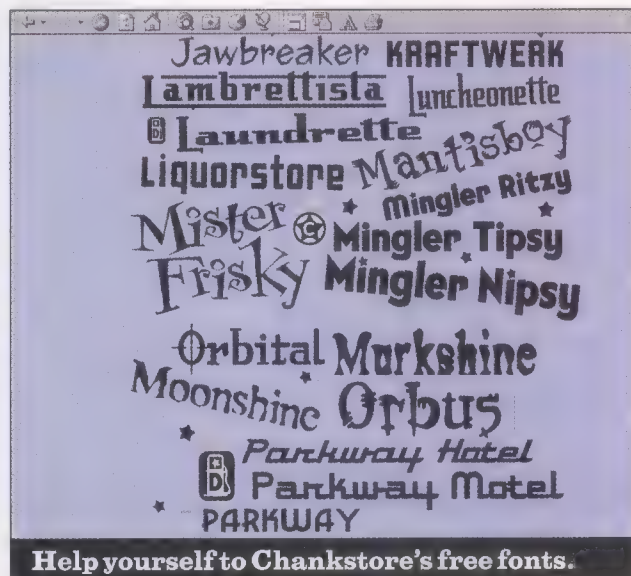 Jawbreaker KRAFTWERK
Lambrettista Luncheonette
Laundrette
Liquorstore Mantisboy
Mingler Ritzy
Mister
Mingler Tipsy
Frisky Mingler Nipsy
Orbital Murkshine
Moonshine Orbus
Parkway Hotel
Parkway Motel
PARKWAY
Help yourself to Chankstore's free fonts.